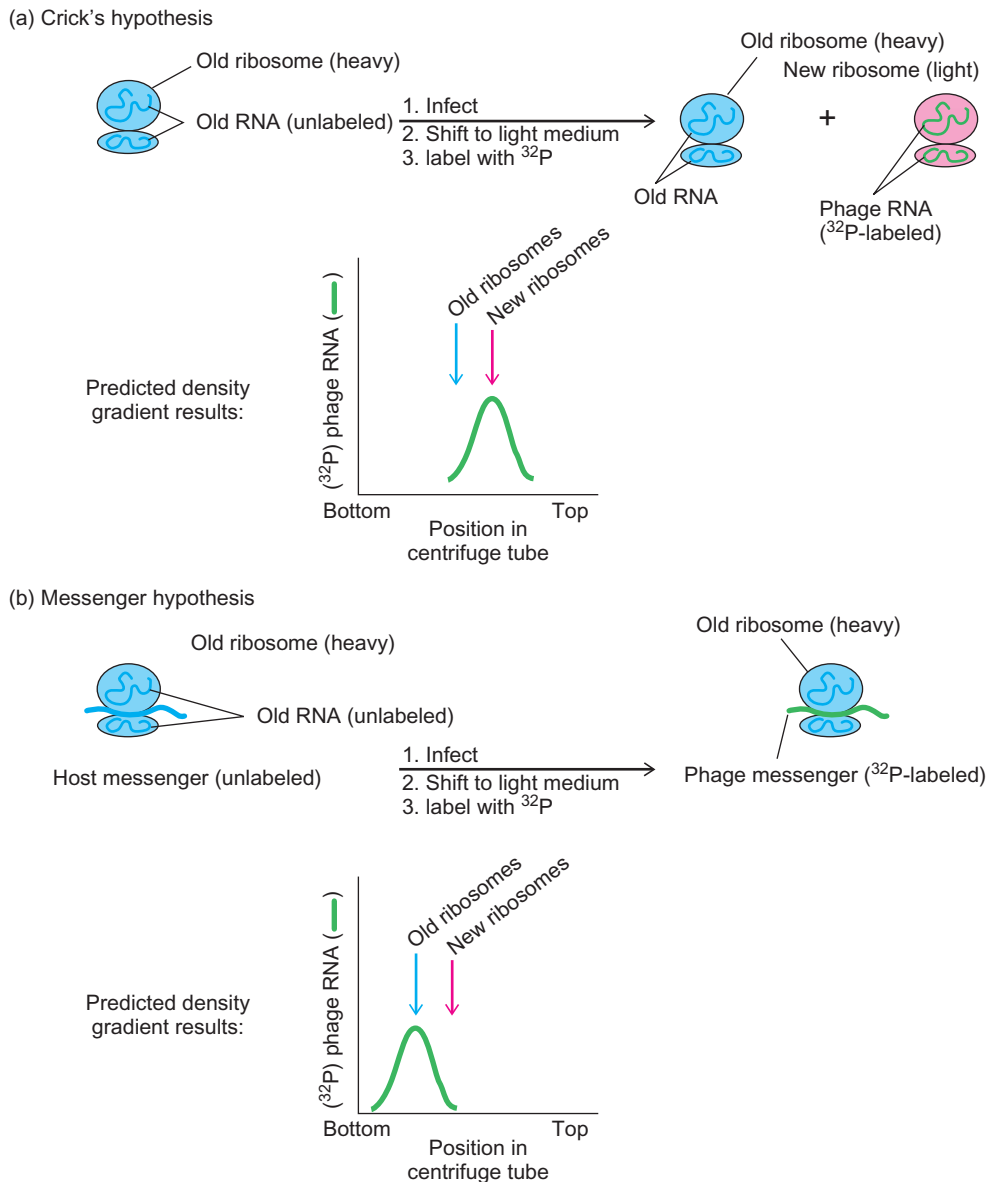 (a) Crick's hypothesis
Old ribosome (heavy)
Old RNA (unlabeled)
1. Infect
2. Shift to light medium
3. label with ³²P
Old ribosome (heavy)
New ribosome (light)
+
Old RNA
Phage RNA
(³²P-labeled)
Predicted density
gradient results:
(³²P) phage RNA ( )
Old ribosomes
New ribosomes
Bottom
Top
Position in
centrifuge tube
(b) Messenger hypothesis
Old ribosome (heavy)
Old RNA (unlabeled)
Host messenger (unlabeled)
1. Infect
2. Shift to light medium
3. label with ³²P
Old ribosome (heavy)
Phage messenger (³²P-labeled)
Predicted density
gradient results:
(³²P) phage RNA ( )
Old ribosomes
New ribosomes
Bottom
Top
Position in
centrifuge tube